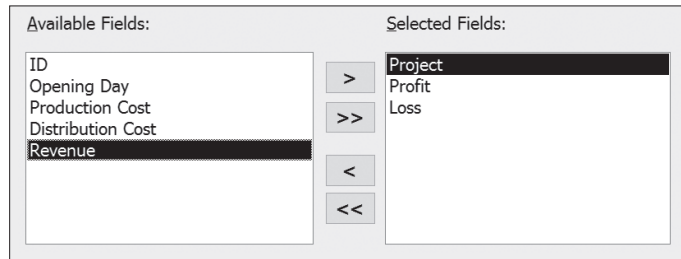 Available Fields:
ID
Opening Day
Production Cost
Distribution Cost
Revenue
>
>>
<
<<
Selected Fields:
Project
Profit
Loss